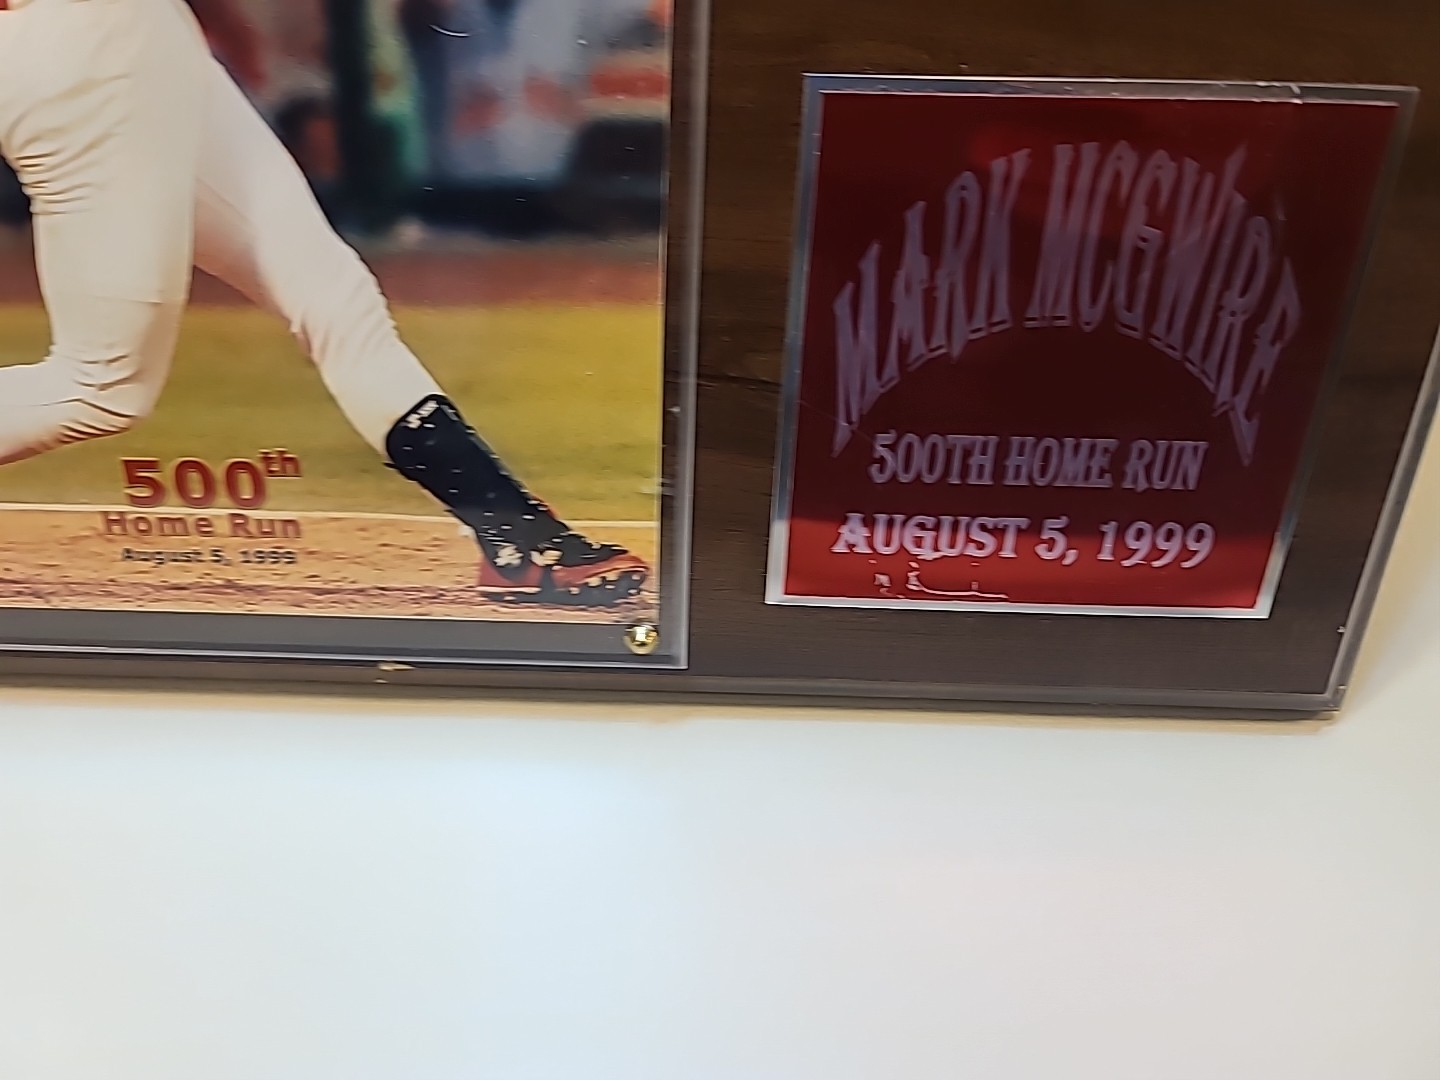 500th
Home Run
August 5, 1999
MARK MCGWIRE
500TH HOME RUN
AUGUST 5, 1999